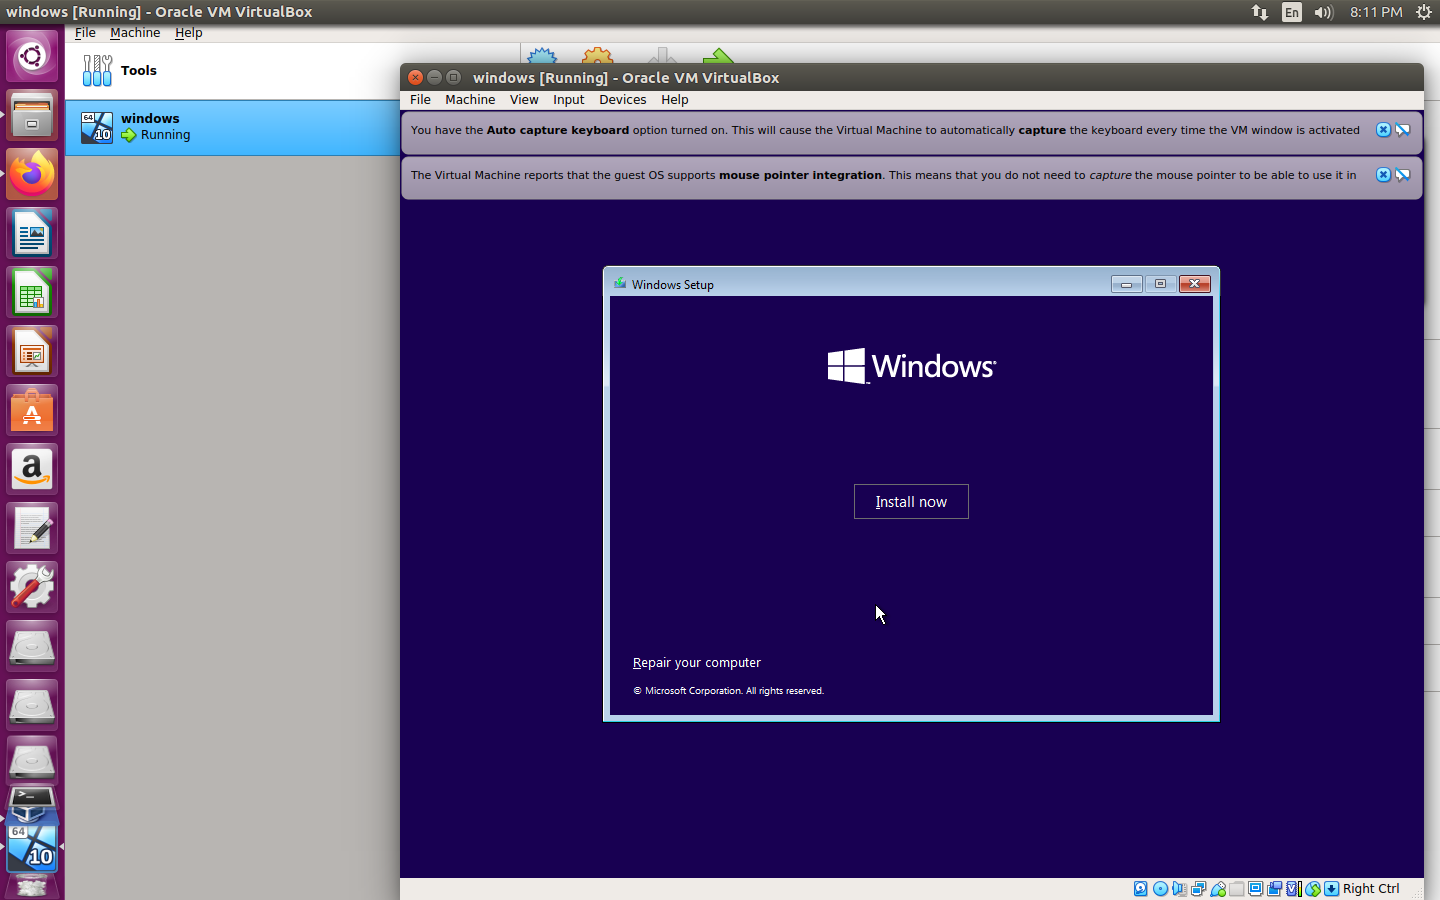 windows [Running] - Oracle VM VirtualBox
En
8:11 PM
File Machine Help
Tools
windows
Running
64
10
windows [Running] - Oracle VM VirtualBox
File Machine View Input Devices Help
You have the Auto capture keyboard option turned on. This will cause the Virtual Machine to automatically capture the keyboard every time the VM window is activated
The Virtual Machine reports that the guest OS supports mouse pointer integration. This means that you do not need to capture the mouse pointer to be able to use it in
Windows Setup
Windows
Install now
Repair your computer
© Microsoft Corporation. All rights reserved.
64
10
Right Ctrl